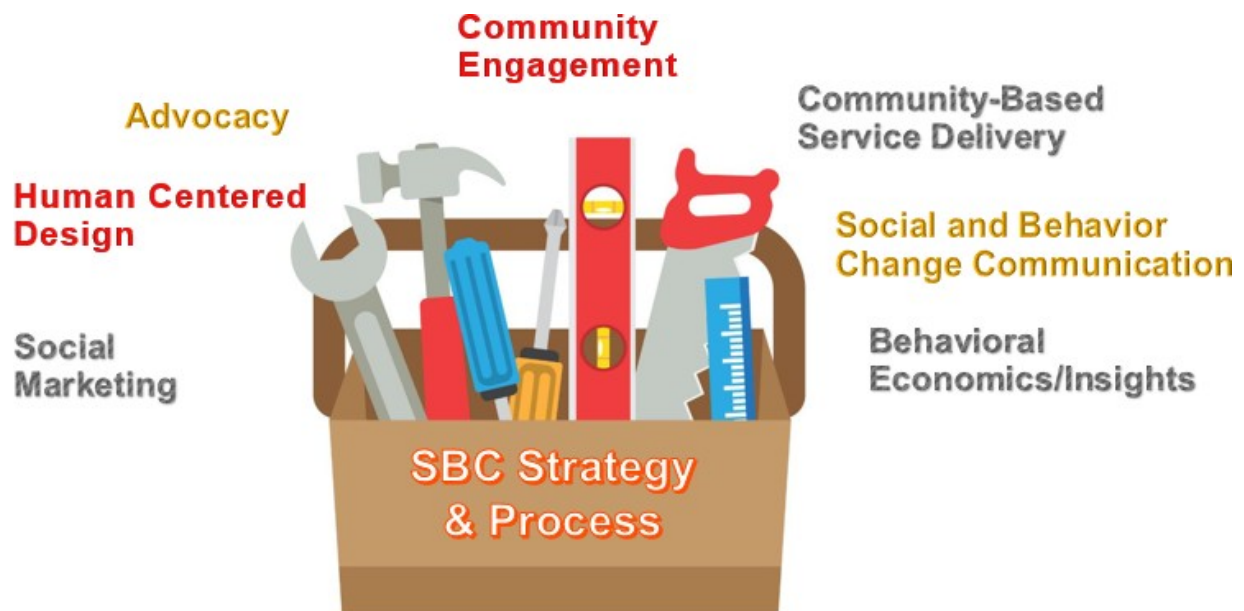 Community
Engagement
Advocacy
Community-Based
Service Delivery
Human Centered
Design
Social and Behavior
Change Communication
Social
Marketing
Behavioral
Economics/Insights
SBC Strategy
& Process